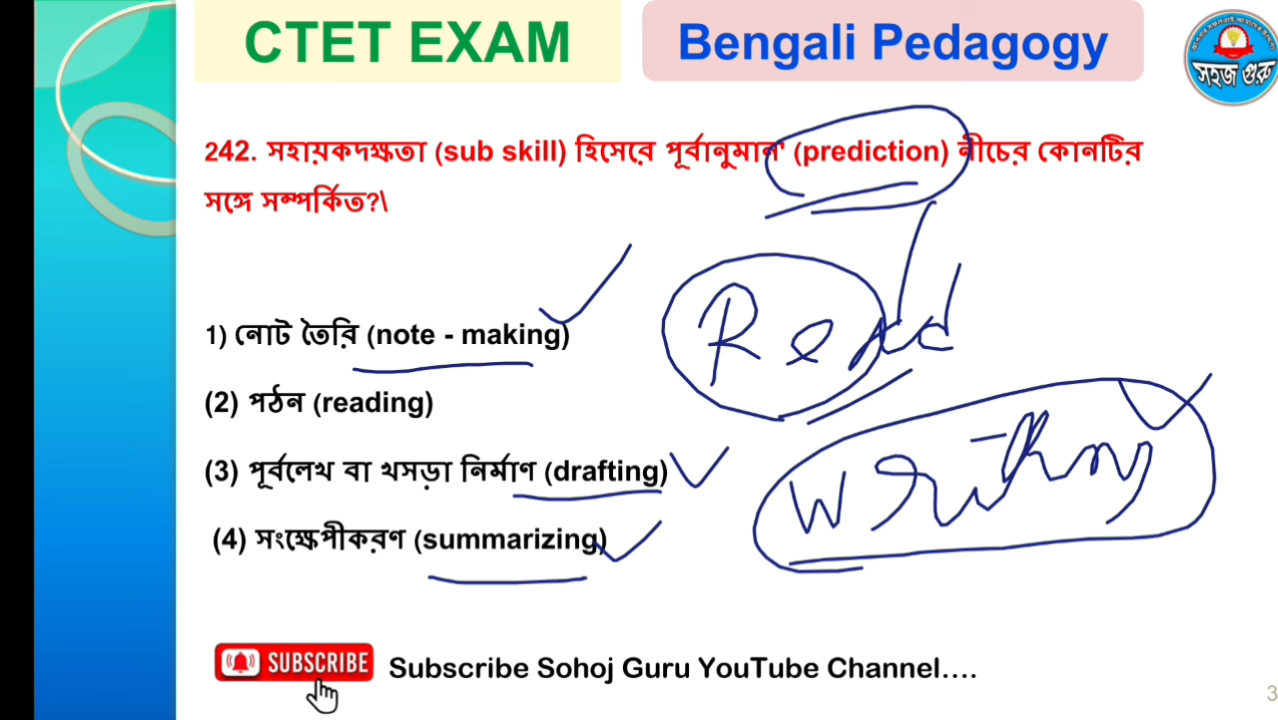 CTET EXAM
Bengali Pedagogy
সহজ গুরু
242. সহায়কদক্ষতা (sub skill) হিসেরে পূর্বানুমান' (prediction) নীচের কোনটির
সঙ্গে সম্পর্কিত?\
1) নোট তৈরি (note - making)
Read
(2) পঠন (reading)
(3) পূর্বলেখ বা খসড়া নির্মাণ (drafting)
writing
(4) সংক্ষেপীকরণ (summarizing)
SUBSCRIBE Subscribe Sohoj Guru YouTube Channel....
3